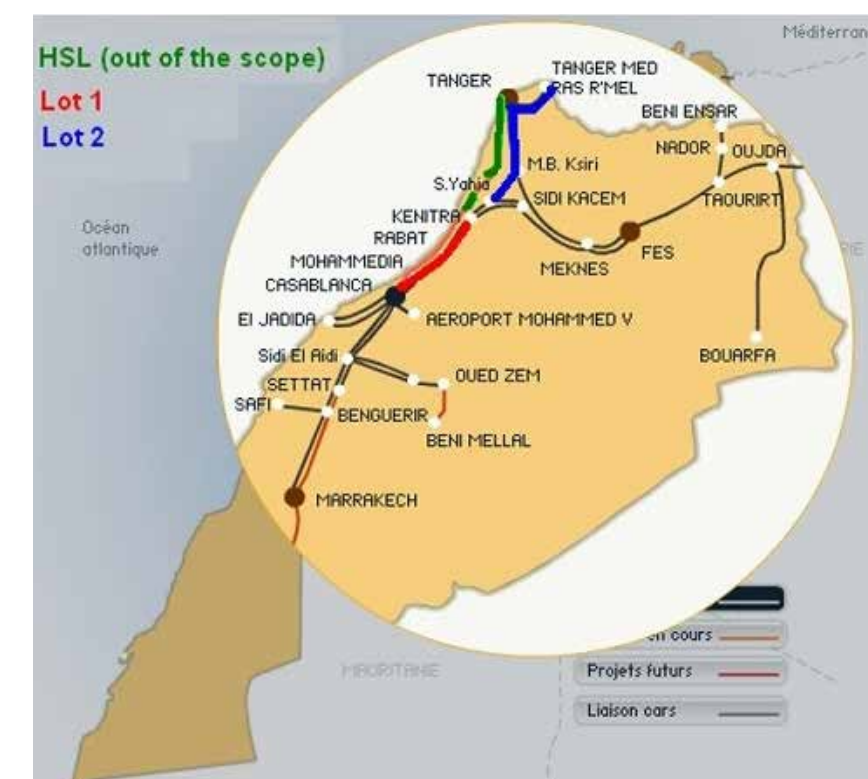 Méditerran
HSL (out of the scope)
Lot 1
Lot 2
TANGER
TANGER MED
RAS R'MEL
BENI ENSAR
NADOR
OUJDA
M.B. Ksiri
S.Yahia
SIDI KACEM
TAOURIRT
KENITRA
RABAT
Océan
atlantique
FES
MEKNES
MOHAMMEDIA
CASABLANCA
El JADIDA
AEROPORT MOHAMMED V
BOUARFA
Sidi El Aidi
OUED ZEM
SETTAT
SAFI
BENGUERIR
BENI MELLAL
MARRAKECH
en cours
MAURITANIE
Projets futurs
Liaison cars